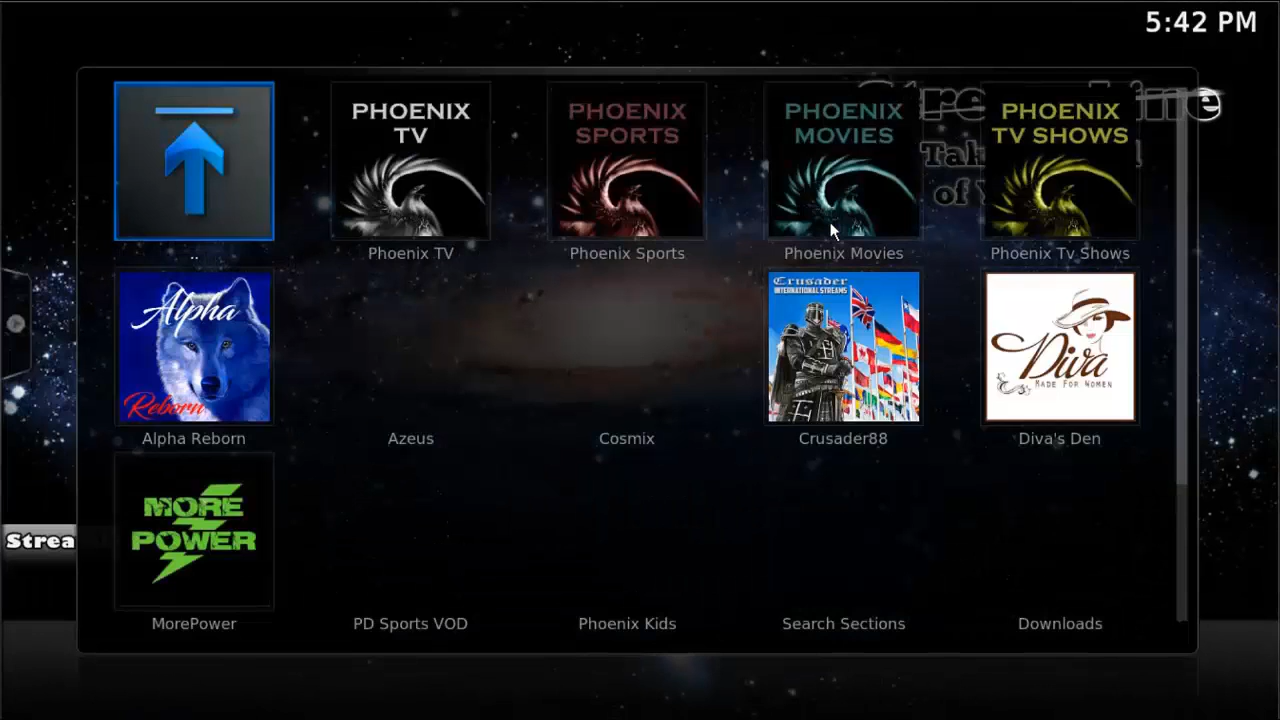 5:42 PM
PHOENIX
TV
PHOENIX
SPORTS
PHOENIX
MOVIES
PHOENIX
TV SHOWS
..
Phoenix TV
Phoenix Sports
Phoenix Movies
Phoenix Tv Shows
Alpha
Reborn
Crusader
INTERNATIONAL STREAMS
Diva
MADE FOR WOMEN
Alpha Reborn
Azeus
Cosmix
Crusader88
Diva's Den
MORE
POWER
Strea
MorePower
PD Sports VOD
Phoenix Kids
Search Sections
Downloads